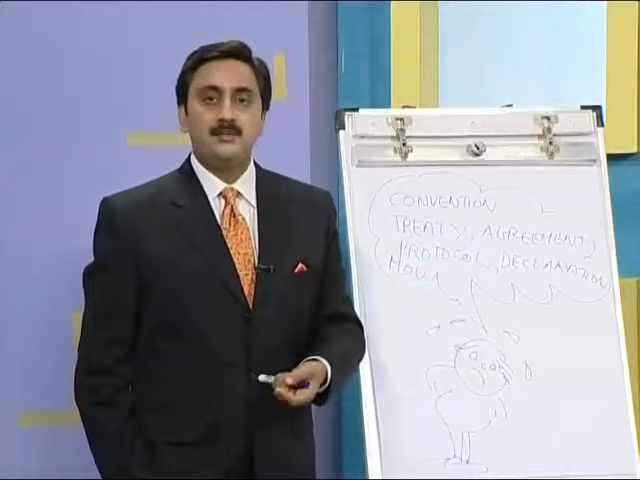 CONVENTION
TREATY, AGREEMENT
PROTOCOL, DECLARATION
MOU